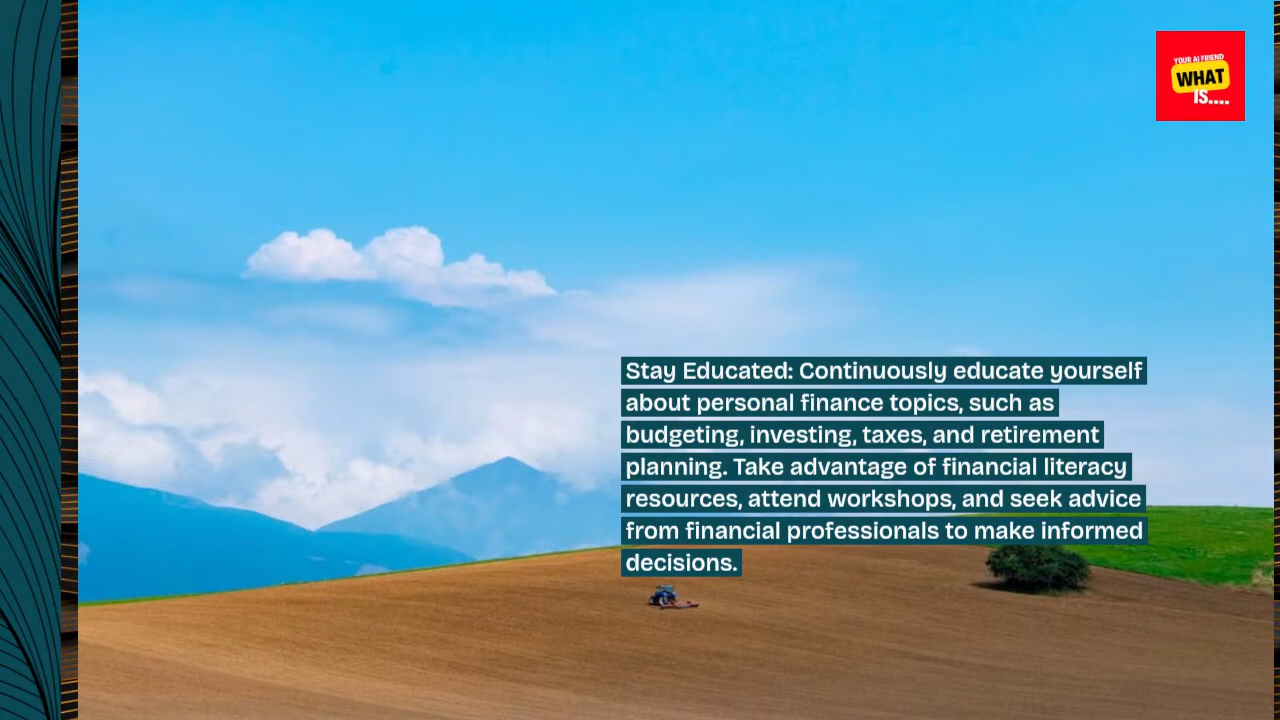 YOUR AI FRIEND
WHAT
IS....
Stay Educated: Continuously educate yourself
about personal finance topics, such as
budgeting, investing, taxes, and retirement
planning. Take advantage of financial literacy
resources, attend workshops, and seek advice
from financial professionals to make informed
decisions.